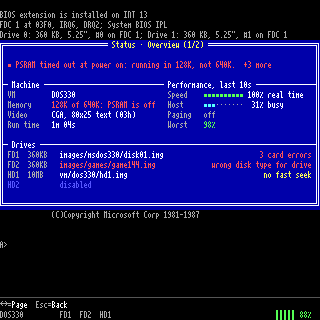 BIOS extension is installed on INT 13
FDC 1 at 03F0, IRQ6, DRQ2; System BIOS IPL
Drive 0: 360 KB, 5.25", #0 on FDC 1; Drive 1: 360 KB, 5.25", #1 on FDC 1
Status · Overview (1/2)
PSRAM timed out at power on: running in 128K, not 640K. +3 more
Machine
Performance, last 10s
VM DOS330
Speed 100% real time
Memory 128K of 640K: PSRAM is off
Host 31% busy
Video CGA, 80x25 text (03h)
Paging off
Run time 1m 04s
Worst 98%
Drives
FD1 360KB images/msdos330/disk01.img 3 card errors
FD2 360KB images/games/game144.img wrong disk type for drive
HD1 10MB vm/dos330/hd1.img no fast seek
HD2 disabled
(C)Copyright Microsoft Corp 1981-1987
A>
↔=Page Esc=Back
DOS330 FD1 FD2 HD1 88%